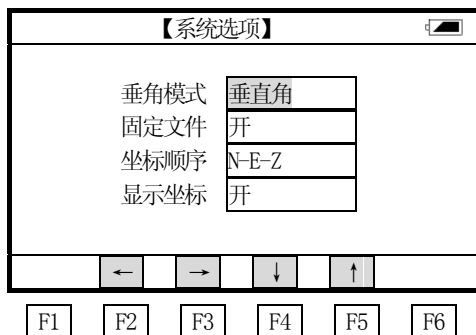 【系统选项】
垂角模式 垂直角
固定文件 开
坐标顺序 N-E-Z
显示坐标 开
← → ↓ ↑
F1 F2 F3 F4 F5 F6